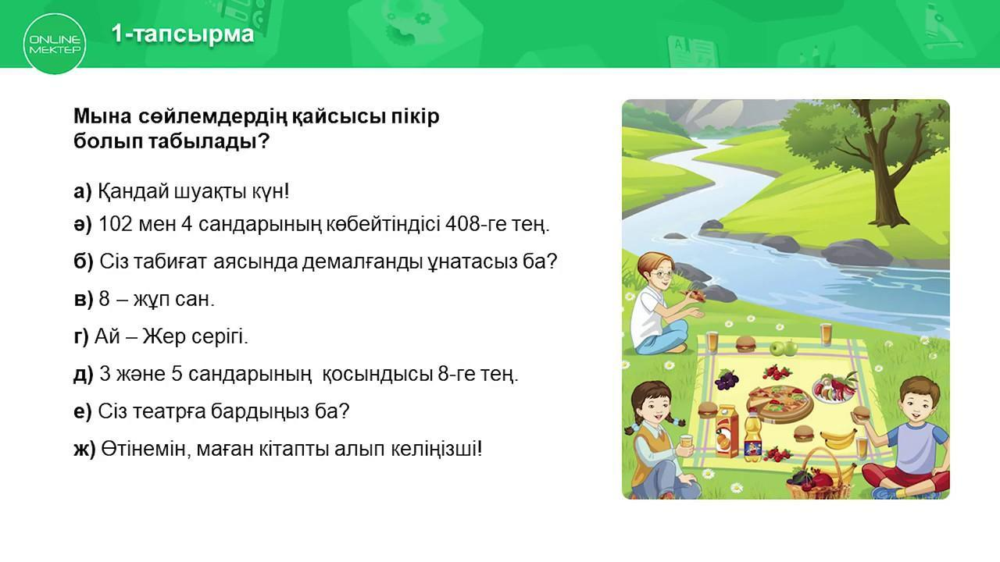 ONLINE
МЕКТЕР
1-тапсырма
Мына сөйлемдердің қайсысы пікір
болып табылады?
а) Қандай шуақты күн!
ә) 102 мен 4 сандарының көбейтіндісі 408-ге тең.
б) Сіз табиғат аясында демалғанды ұнатасыз ба?
в) 8 – жұп сан.
г) Ай – Жер серігі.
д) 3 және 5 сандарының  қосындысы 8-ге тең.
е) Сіз театрға бардыңыз ба?
ж) Өтінемін, маған кітапты алып келіңізші!